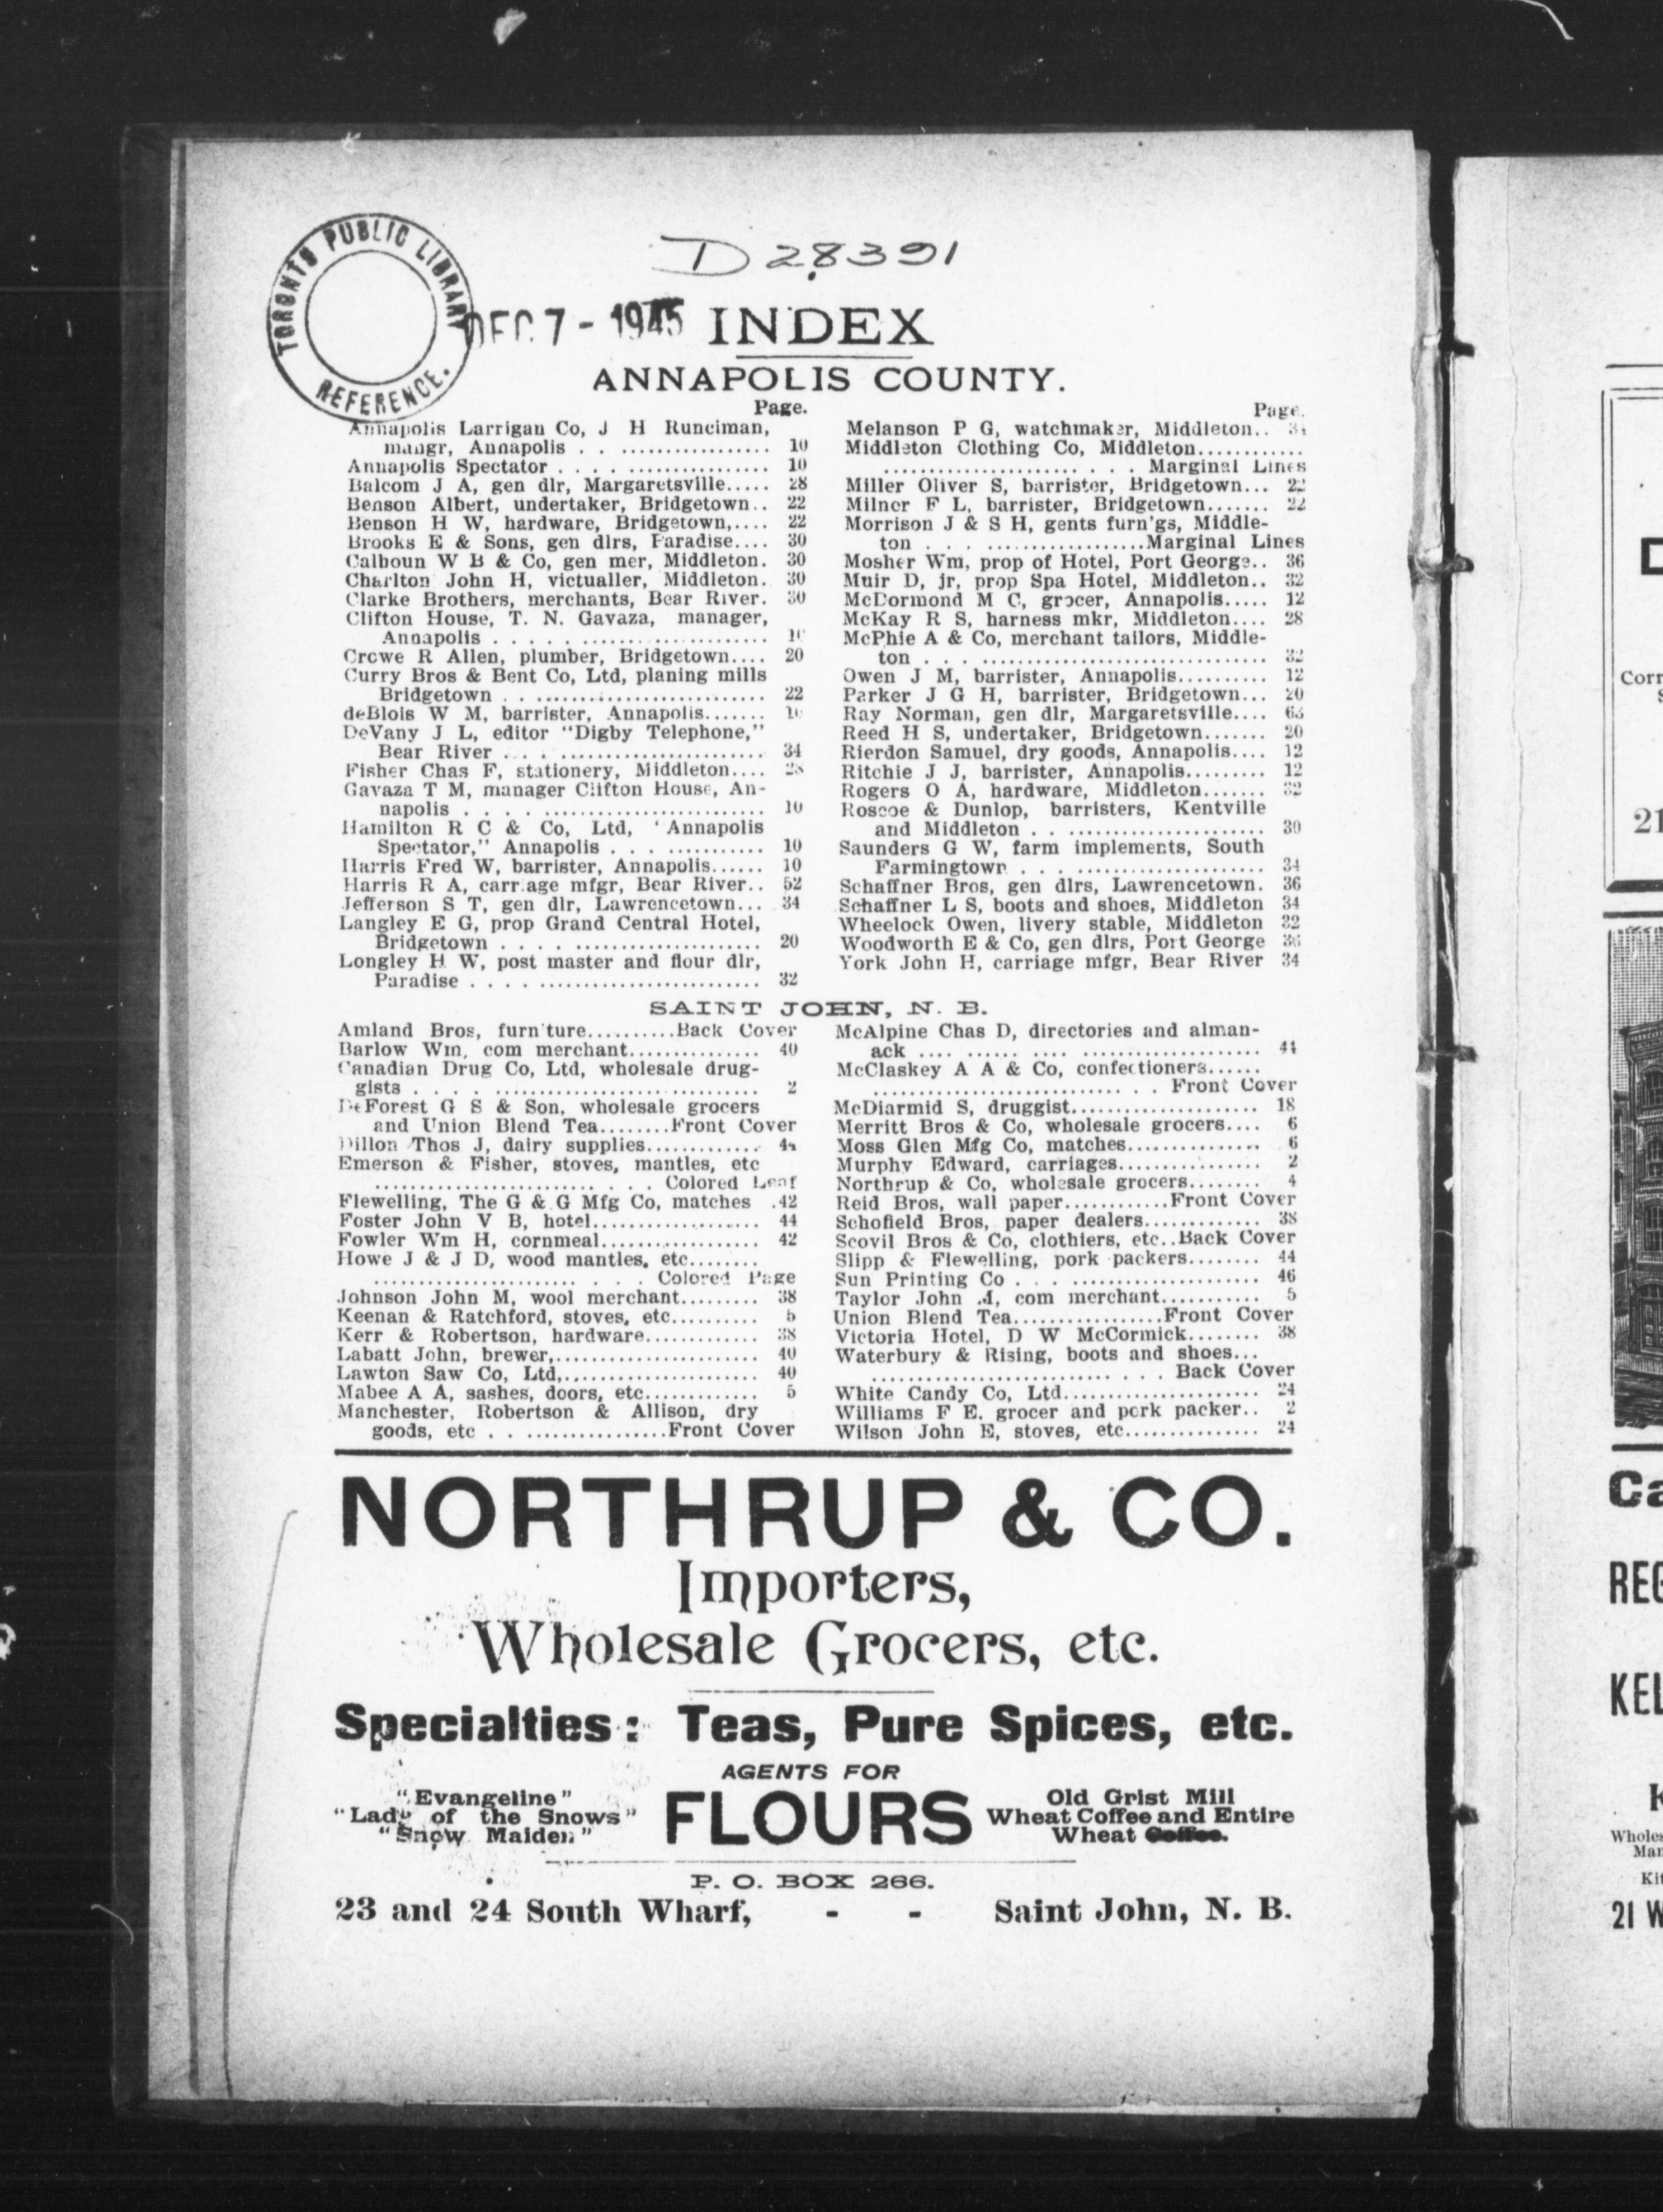 TORONTO PUBLIC LIBRARY
REFERENCE.
D 28391
DEC 7 - 1945
INDEX
ANNAPOLIS COUNTY.
Page.
Annapolis Larrigan Co, J H Runciman,
mangr, Annapolis . . ................. 10
Annapolis Spectator . . . . ................ 10
Balcom J A, gen dlr, Margaretsville..... 28
Benson Albert, undertaker, Bridgetown.. 22
Benson H W, hardware, Bridgetown,.... 22
Brooks E & Sons, gen dlrs, Paradise.... 30
Calhoun W B & Co, gen mer, Middleton. 30
Charlton John H, victualler, Middleton. 30
Clarke Brothers, merchants, Bear River. 30
Clifton House, T. N. Gavaza, manager,
Annapolis . . . . ........................ 10
Crowe R Allen, plumber, Bridgetown.... 20
Curry Bros & Bent Co, Ltd, planing mills
Bridgetown . . .......................... 22
deBlois W M, barrister, Annapolis....... 10
DeVany J L, editor "Digby Telephone,"
Bear River . . . ....................... 34
Fisher Chas F, stationery, Middleton.... 28
Gavaza T M, manager Clifton House, An-
napolis . . . . ......................... 10
Hamilton R C & Co, Ltd, 'Annapolis
Spectator," Annapolis . . . ............ 10
Harris Fred W, barrister, Annapolis...... 10
Harris R A, carriage mfgr, Bear River.. 52
Jefferson S T, gen dlr, Lawrencetown... 34
Langley E G, prop Grand Central Hotel,
Bridgetown . . . . ..................... 20
Longley H W, post master and flour dlr,
Paradise . . . . ......................... 32
Page.
Melanson P G, watchmaker, Middleton.. 34
Middleton Clothing Co, Middleton............
....................... . . . Marginal Lines
Miller Oliver S, barrister, Bridgetown... 22
Milner F L, barrister, Bridgetown....... 22
Morrison J & S H, gents furn'gs, Middle-
ton . . . ...................Marginal Lines
Mosher Wm, prop of Hotel, Port George.. 36
Muir D, jr, prop Spa Hotel, Middleton.. 32
McDormond M C, grocer, Annapolis..... 12
McKay R S, harness mkr, Middleton.... 28
McPhie A & Co, merchant tailors, Middle-
ton . . . ................................ 32
Owen J M, barrister, Annapolis.......... 12
Parker J G H, barrister, Bridgetown... 20
Ray Norman, gen dlr, Margaretsville.... 63
Reed H S, undertaker, Bridgetown....... 20
Rierdon Samuel, dry goods, Annapolis.... 12
Ritchie J J, barrister, Annapolis......... 12
Rogers O A, hardware, Middleton....... 32
Roscoe & Dunlop, barristers, Kentville
and Middleton . . ...................... 30
Saunders G W, farm implements, South
Farmingtown . . . ..................... 34
Schaffner Bros, gen dlrs, Lawrencetown. 36
Schaffner L S, boots and shoes, Middleton 34
Wheelock Owen, livery stable, Middleton 32
Woodworth E & Co, gen dlrs, Port George 36
York John H, carriage mfgr, Bear River 34
SAINT JOHN, N. B.
Amland Bros, furn'ture..........Back Cover
Barlow Wm, com merchant............... 40
Canadian Drug Co, Ltd, wholesale drug-
gists . . . . ............................. 2
DeForest G S & Son, wholesale grocers
and Union Blend Tea........Front Cover
Dillon Thos J, dairy supplies............. 44
Emerson & Fisher, stoves, mantles, etc
......................... . . . Colored Leaf
Flewelling, The G & G Mfg Co, matches .42
Foster John V B, hotel................... 44
Fowler Wm H, cornmeal.................. 42
Howe J & J D, wood mantles, etc........
....................... . . . Colored Page
Johnson John M, wool merchant......... 38
Keenan & Ratchford, stoves, etc.......... 5
Kerr & Robertson, hardware............. 38
Labatt John, brewer,....................... 40
Lawton Saw Co, Ltd,...................... 40
Mabee A A, sashes, doors, etc............. 5
Manchester, Robertson & Allison, dry
goods, etc . . ................Front Cover
McAlpine Chas D, directories and alman-
ack .... ...... .... .................... 44
McClaskey A A & Co, confectioners......
............................ . . Front Cover
McDiarmid S, druggist..................... 18
Merritt Bros & Co, wholesale grocers.... 6
Moss Glen Mfg Co, matches............... 6
Murphy Edward, carriages................ 2
Northrup & Co, wholesale grocers........ 4
Reid Bros, wall paper............Front Cover
Schofield Bros, paper dealers............. 38
Scovil Bros & Co, clothiers, etc..Back Cover
Slipp & Flewelling, pork packers........ 44
Sun Printing Co . . . ..................... 46
Taylor John M, com merchant........... 5
Union Blend Tea.................Front Cover
Victoria Hotel, D W McCormick........ 38
Waterbury & Rising, boots and shoes...
........................... . . . Back Cover
White Candy Co, Ltd...................... 24
Williams F E. grocer and pork packer.. 2
Wilson John E, stoves, etc............... 24
NORTHRUP & CO.
Importers,
Wholesale Grocers, etc.
Specialties: Teas, Pure Spices, etc.
AGENTS FOR
"Evangeline"
"Lady of the Snows"
"Snow Maiden"
FLOURS
Old Grist Mill
Wheat Coffee and Entire
Wheat Coffee.
P. O. BOX 266.
23 and 24 South Wharf, - - Saint John, N. B.
Corr
21
Ca
REG
KEL
K
Wholes
Man
Kit
21 W